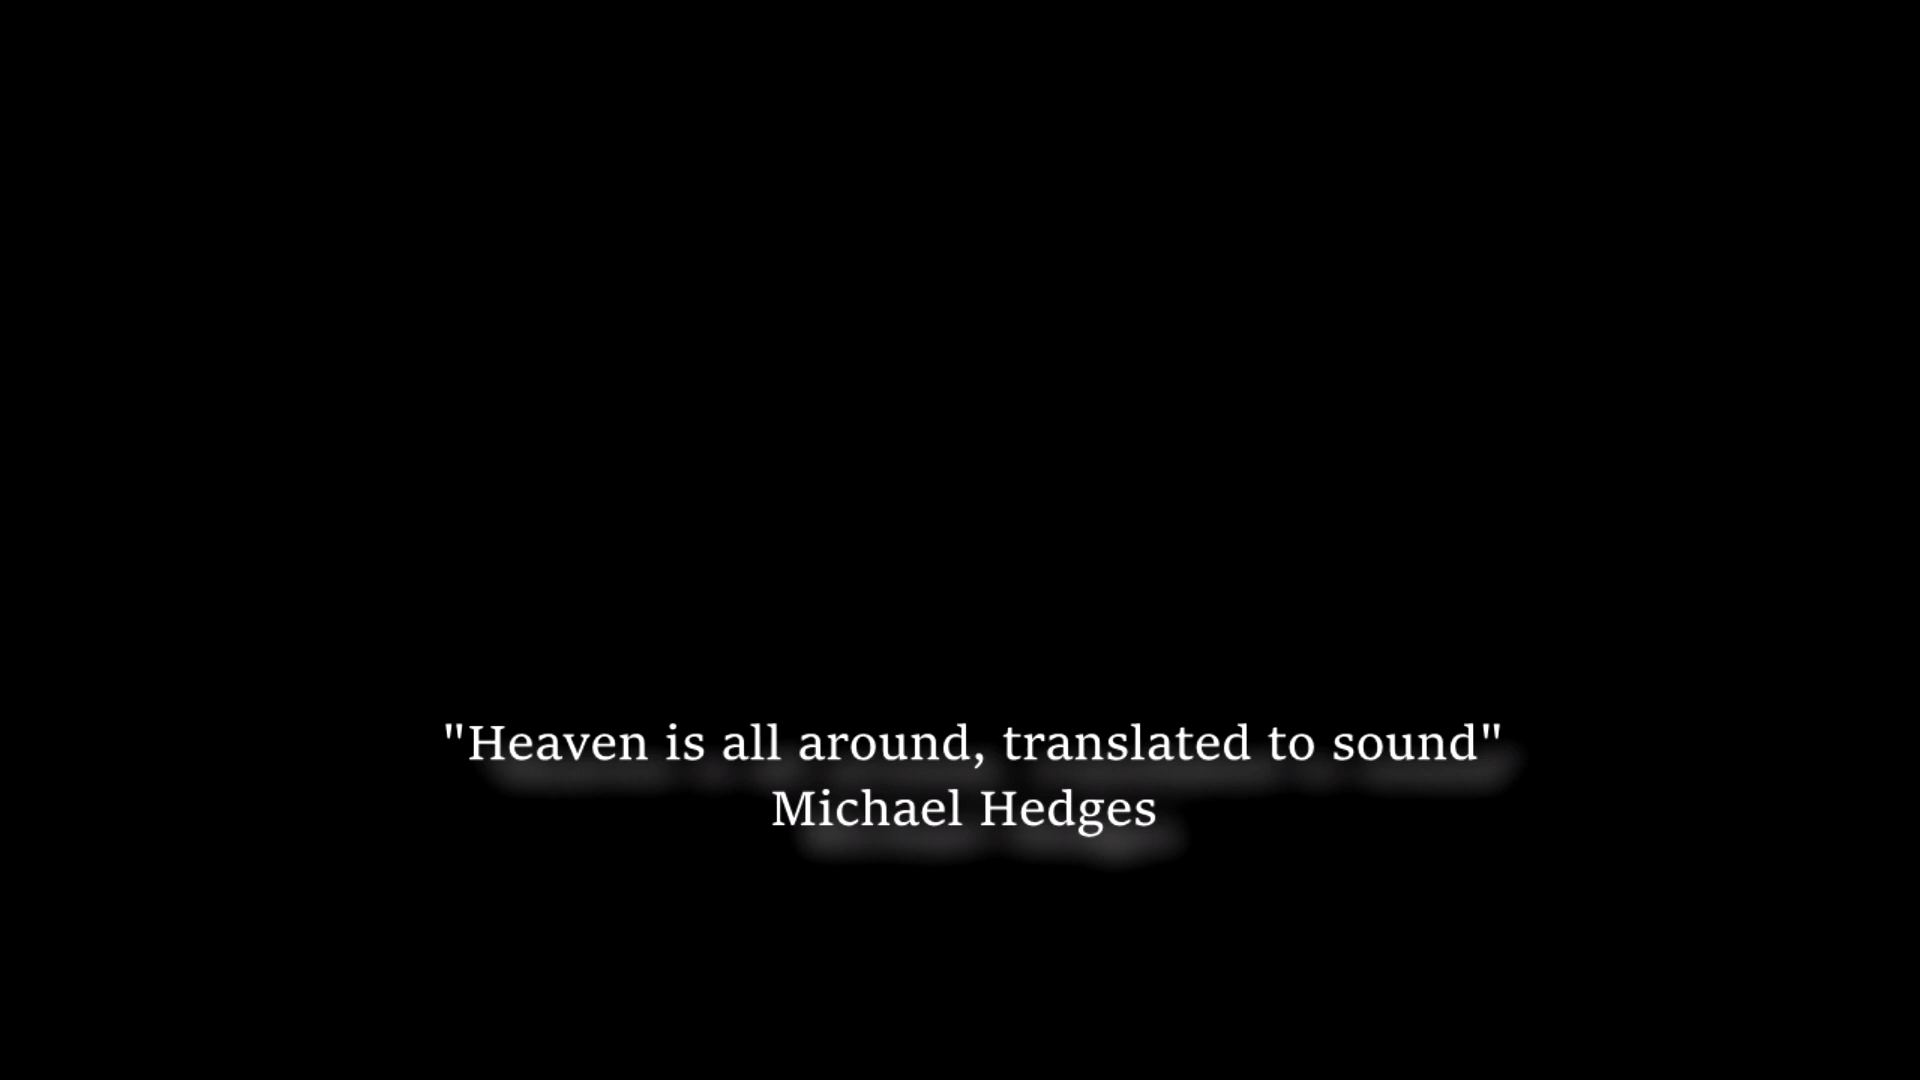 "Heaven is all around, translated to sound"
Michael Hedges